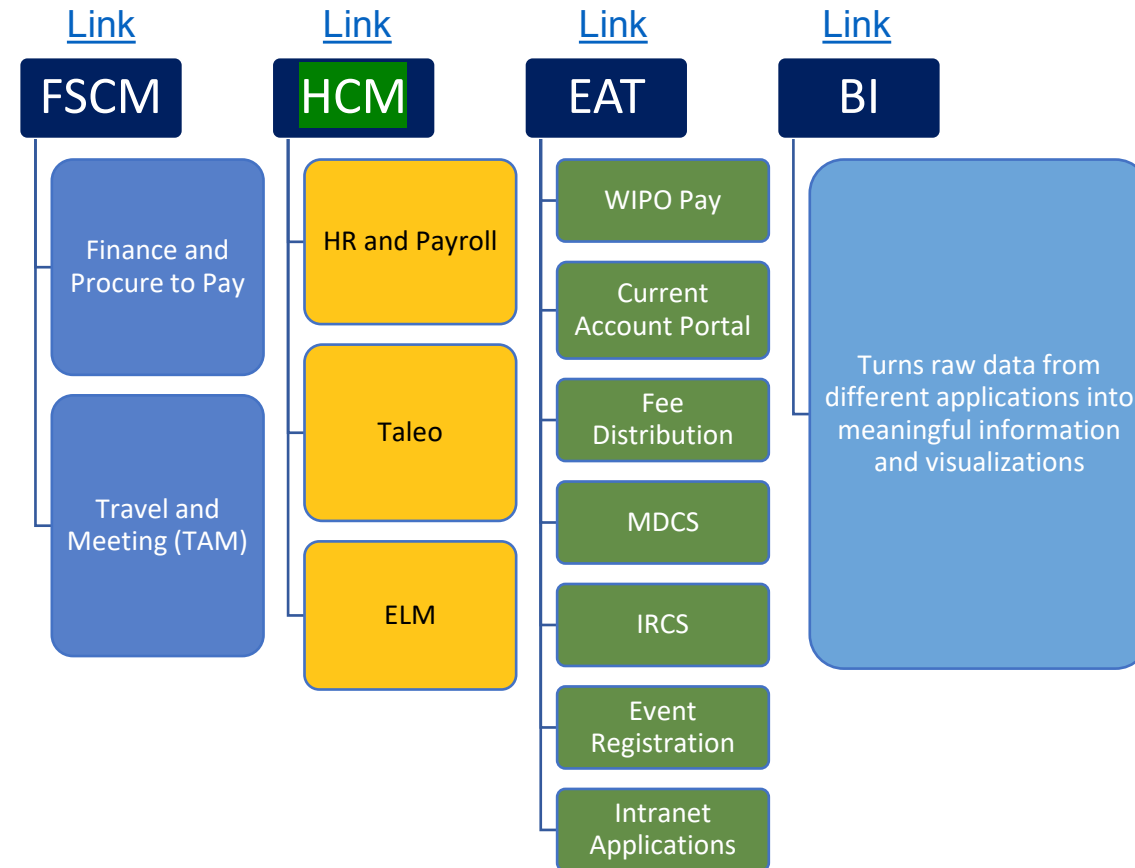 Link
FSCM
Finance and
Procure to Pay
Travel and
Meeting (TAM)
Link
HCM
HR and Payroll
Taleo
ELM
Link
EAT
WIPO Pay
Current
Account Portal
Fee
Distribution
MDCS
IRCS
Event
Registration
Intranet
Applications
Link
BI
Turns raw data from
different applications into
meaningful information
and visualizations